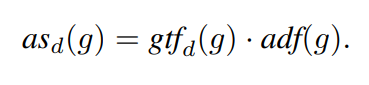 as_d(g) = gtf_d(g) · adf(g).